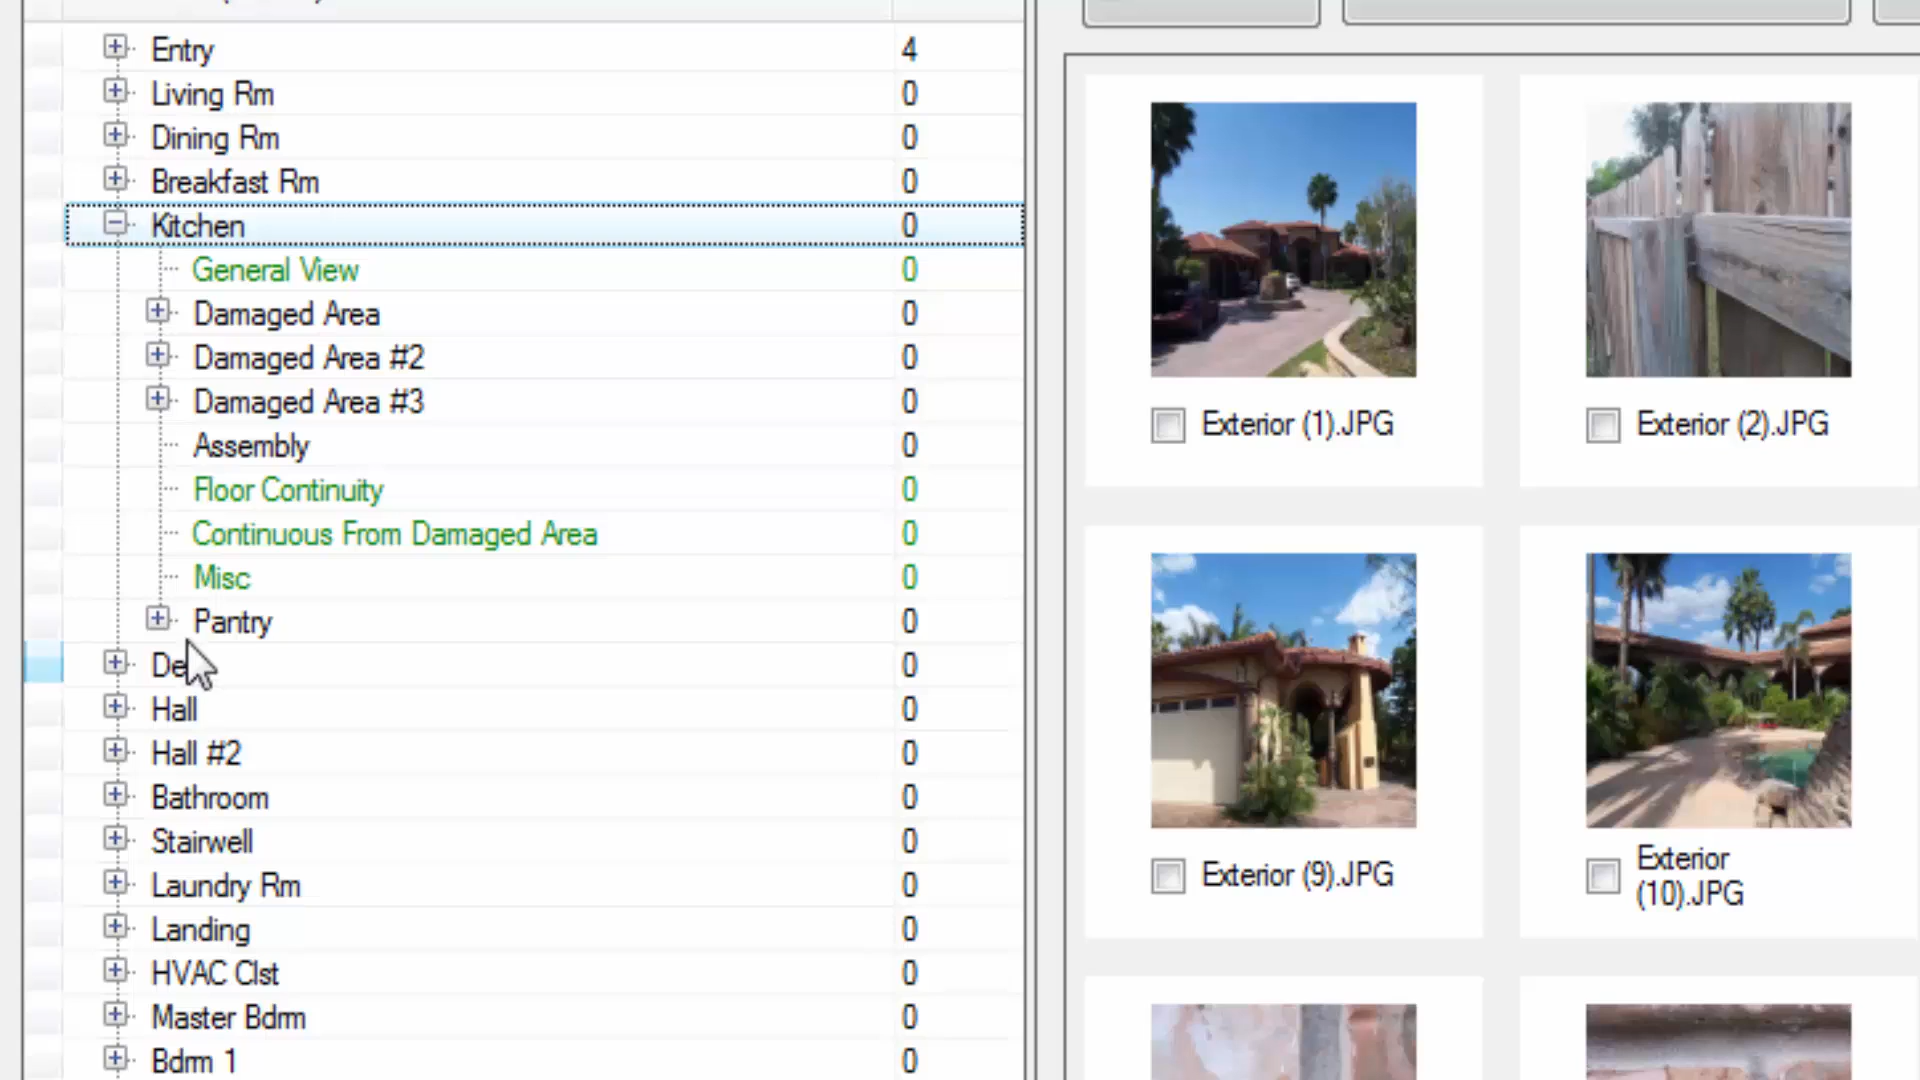 Entry 4
Living Rm 0
Dining Rm 0
Breakfast Rm 0
Kitchen 0
General View 0
Damaged Area 0
Damaged Area #2 0
Damaged Area #3 0
Assembly 0
Floor Continuity 0
Continuous From Damaged Area 0
Misc 0
Pantry 0
De 0
Hall 0
Hall #2 0
Bathroom 0
Stairwell 0
Laundry Rm 0
Landing 0
HVAC Clst 0
Master Bdrm 0
Bdrm 1 0
Exterior (1).JPG
Exterior (2).JPG
Exterior (9).JPG
Exterior
(10).JPG